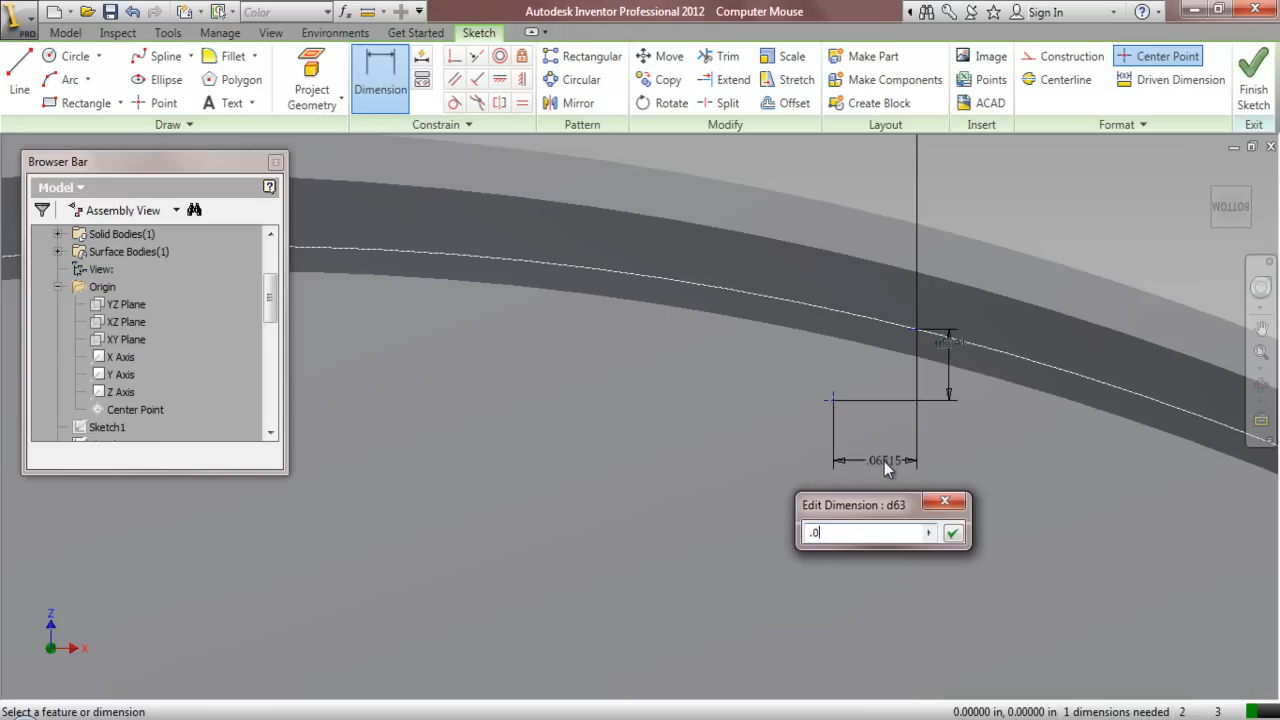 Color
Autodesk Inventor Professional 2012 Computer Mouse
Sign In
PRO
Model Inspect Tools Manage View Environments Get Started Sketch
Line
Circle
Arc
Rectangle
Spline
Ellipse
Point
Fillet
Polygon
Text
Project
Geometry
Dimension
Rectangular
Circular
Mirror
Move
Copy
Rotate
Trim
Extend
Split
Scale
Stretch
Offset
Make Part
Make Components
Create Block
Image
Points
ACAD
Construction
Centerline
Center Point
Driven Dimension
Finish
Sketch
Draw Constrain Pattern Modify Layout Insert Format Exit
Browser Bar
Model
Assembly View
Solid Bodies(1)
Surface Bodies(1)
View:
Origin
YZ Plane
XZ Plane
XY Plane
X Axis
Y Axis
Z Axis
Center Point
Sketch1
BOTTOM
.06515
Edit Dimension : d63
.0
Z
X
Select a feature or dimension
0.00000 in, 0.00000 in 1 dimensions needed 2 3